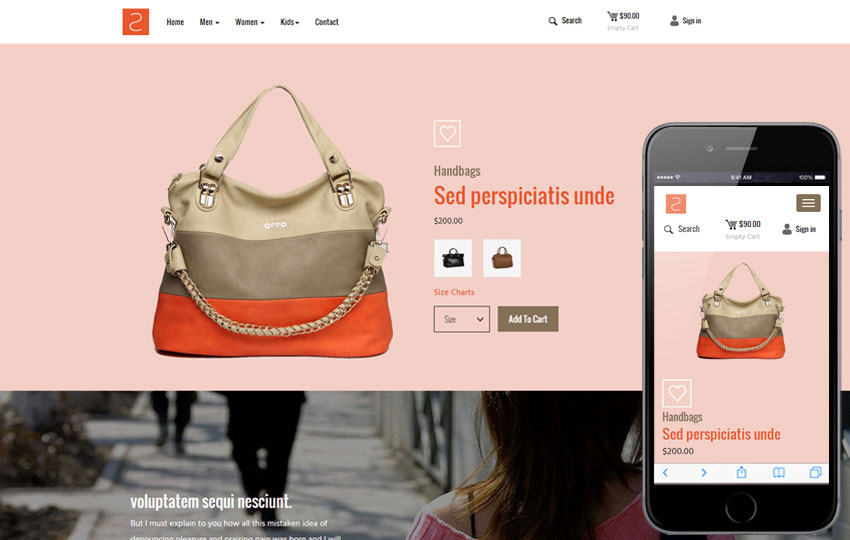 Home Men Women Kids Contact Search $90.00 Sign in
Empty Cart
Handbags
Sed perspiciatis unde
$200.00
Size Charts
Size Add To Cart
voluptatem sequi nesciunt.
But I must explain to you how all this mistaken idea of
denouncing pleasure and praising pain was born and I will
9:41 AM 100%
Search $90.00 Sign in
Empty Cart
Handbags
Sed perspiciatis unde
$200.00